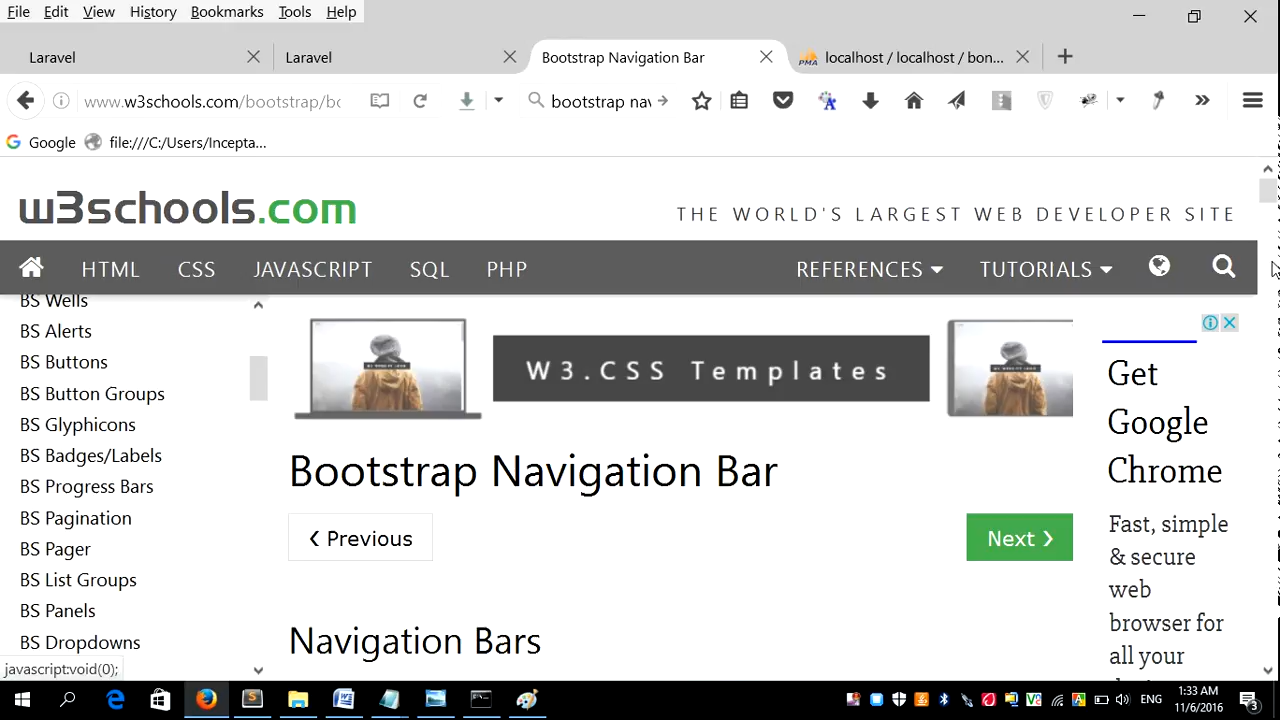 File Edit View History Bookmarks Tools Help
Laravel
Laravel
Bootstrap Navigation Bar
PMA
localhost / localhost / bon...
www.w3schools.com/bootstrap/bo
bootstrap nav
Google
file:///C:/Users/Incepta...
w3schools.com
THE WORLD'S LARGEST WEB DEVELOPER SITE
HTML CSS JAVASCRIPT SQL PHP REFERENCES TUTORIALS
BS Wells
BS Alerts
BS Buttons
BS Button Groups
BS Glyphicons
BS Badges/Labels
BS Progress Bars
BS Pagination
BS Pager
BS List Groups
BS Panels
BS Dropdowns
W3.CSS Templates
Bootstrap Navigation Bar
❮ Previous
Next ❯
Navigation Bars
Get
Google
Chrome
Fast, simple
& secure
web
browser for
all your
javascript:void(0);
ENG
1:33 AM
11/6/2016
3